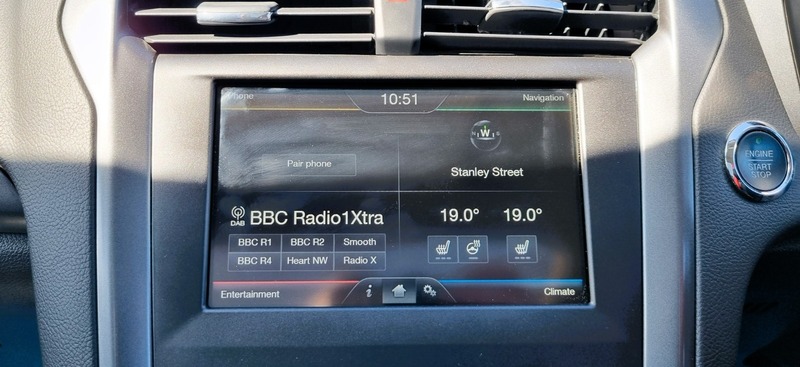 Phone
10:51
Navigation
W
Pair phone
Stanley Street
DAB
BBC Radio1Xtra
19.0° 19.0°
BBC R1 BBC R2 Smooth
BBC R4 Heart NW Radio X
Entertainment
i
Climate
ENGINE
START
STOP